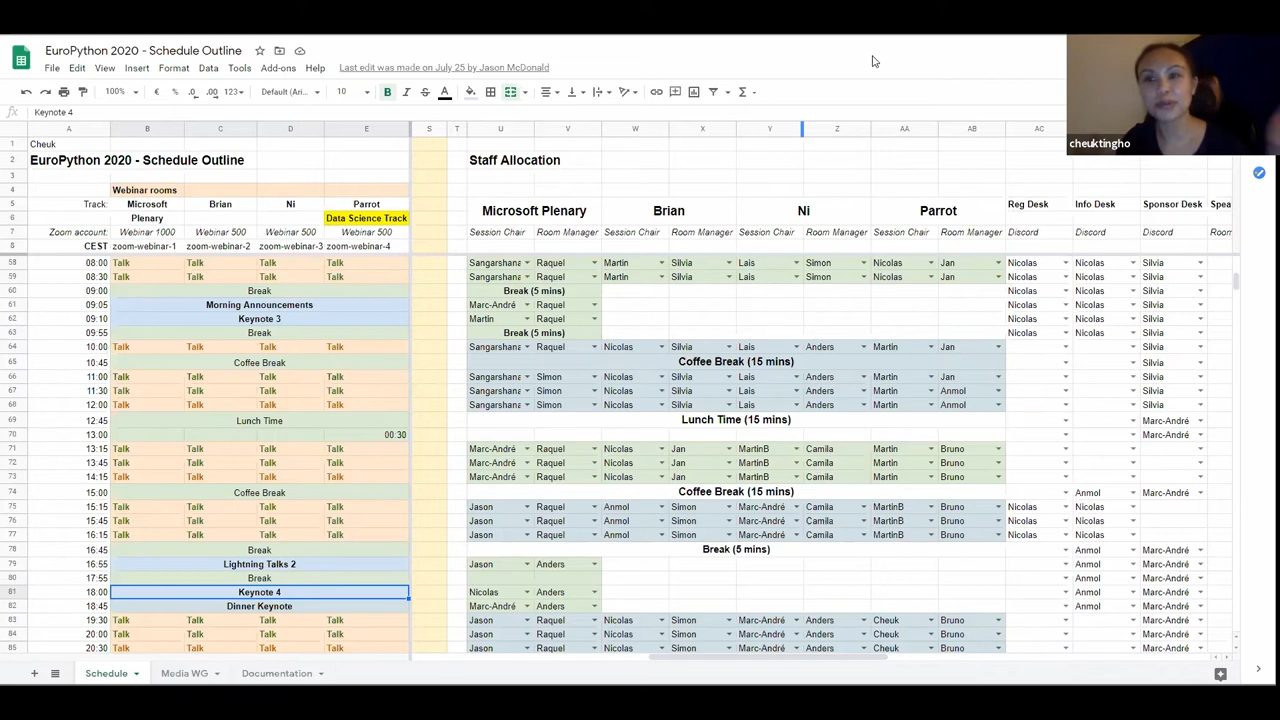 EuroPython 2020 - Schedule Outline
File Edit View Insert Format Data Tools Add-ons Help Last edit was made on July 25 by Jason McDonald
100% € % .0 .00 123 Default (Ari... 10 B I S A
cheuktingho
fx Keynote 4
A B C D E S T U V W X Y Z AA AB AC AD AE
1 Cheuk
2 EuroPython 2020 - Schedule Outline Staff Allocation
3
4 Webinar rooms
5 Track: Microsoft Brian Ni Parrot Microsoft Plenary Brian Ni Parrot Reg Desk Info Desk Sponsor Desk Spea
6 Plenary Data Science Track
7 Zoom account: Webinar 1000 Webinar 500 Webinar 500 Webinar 500 Session Chair Room Manager Session Chair Room Manager Session Chair Room Manager Session Chair Room Manager Discord Discord Discord Room
8 CEST zoom-webinar-1 zoom-webinar-2 zoom-webinar-3 zoom-webinar-4
58 08:00 Talk Talk Talk Talk Sangarshana Raquel Martin Silvia Lais Simon Nicolas Jan Nicolas Nicolas Silvia
59 08:30 Talk Talk Talk Talk Sangarshana Raquel Martin Silvia Lais Simon Nicolas Jan Nicolas Nicolas Silvia
60 09:00 Break Break (5 mins) Nicolas Nicolas Silvia
61 09:05 Morning Announcements Marc-André Raquel Nicolas Nicolas Silvia
62 09:10 Keynote 3 Martin Raquel Nicolas Nicolas Silvia
63 09:55 Break Break (5 mins) Nicolas Nicolas Silvia
64 10:00 Talk Talk Talk Talk Sangarshana Raquel Nicolas Silvia Lais Anders Martin Jan Silvia
65 10:45 Coffee Break Coffee Break (15 mins) Silvia
66 11:00 Talk Talk Talk Talk Sangarshana Simon Nicolas Silvia Lais Anders Martin Jan Silvia
67 11:30 Talk Talk Talk Talk Sangarshana Simon Nicolas Silvia Lais Anders Martin Anmol Silvia
68 12:00 Talk Talk Talk Talk Sangarshana Simon Nicolas Silvia Lais Anders Martin Anmol Silvia
69 12:45 Lunch Time Lunch Time (15 mins) Marc-André
70 13:00 00:30 Marc-André
71 13:15 Talk Talk Talk Talk Marc-André Raquel Nicolas Jan MartinB Camila Martin Bruno
72 13:45 Talk Talk Talk Talk Marc-André Raquel Nicolas Jan MartinB Camila Martin Bruno
73 14:15 Talk Talk Talk Talk Marc-André Raquel Nicolas Jan MartinB Camila Martin Bruno
74 15:00 Coffee Break Coffee Break (15 mins) Anmol Marc-André
75 15:15 Talk Talk Talk Talk Jason Raquel Anmol Simon Marc-André Camila MartinB Bruno Nicolas Nicolas
76 15:45 Talk Talk Talk Talk Jason Raquel Anmol Simon Marc-André Camila MartinB Bruno Nicolas Nicolas
77 16:15 Talk Talk Talk Talk Jason Raquel Anmol Simon Marc-André Camila MartinB Bruno Nicolas Nicolas
78 16:45 Break Break (5 mins) Anmol Marc-André
79 16:55 Lightning Talks 2 Jason Anders Anmol Marc-André
80 17:55 Break Anmol Marc-André
81 18:00 Keynote 4 Nicolas Anders Anmol Marc-André
82 18:45 Dinner Keynote Marc-André Anders Anmol Marc-André
83 19:30 Talk Talk Talk Talk Jason Raquel Nicolas Simon Marc-André Anders Cheuk Bruno
84 20:00 Talk Talk Talk Talk Jason Raquel Nicolas Simon Marc-André Anders Cheuk Bruno
85 20:30 Talk Talk Talk Talk Jason Raquel Nicolas Simon Marc-André Anders Cheuk Bruno
Schedule Media WG Documentation